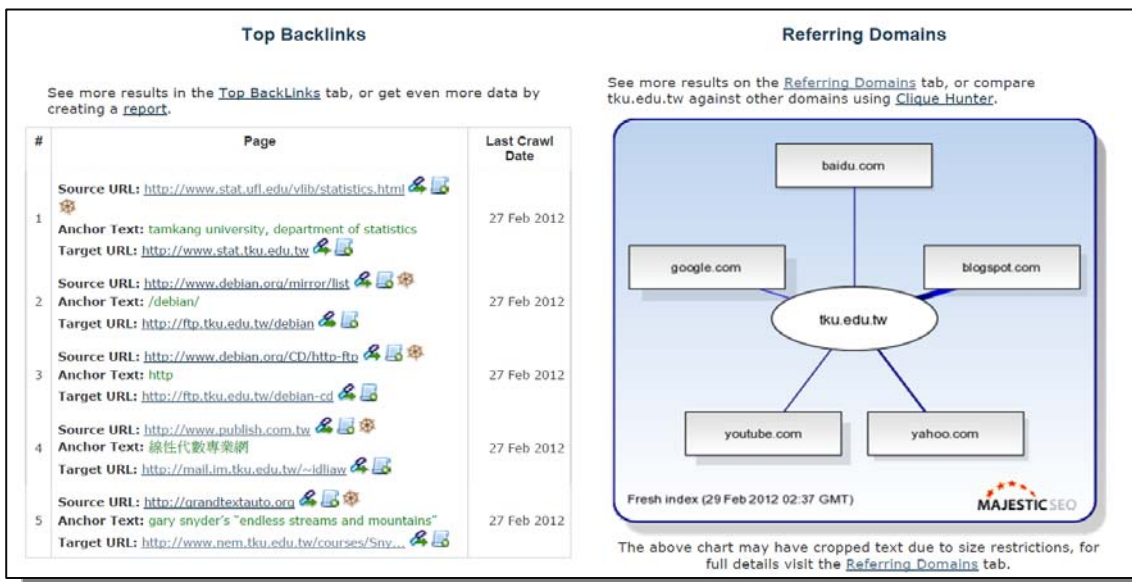 Top Backlinks
See more results in the Top BackLinks tab, or get even more data by
creating a report.
# Page Last Crawl
Date
1
Source URL: http://www.stat.ufl.edu/vlib/statistics.html
Anchor Text: tamkang university, department of statistics
Target URL: http://www.stat.tku.edu.tw
27 Feb 2012
2
Source URL: http://www.debian.org/mirror/list
Anchor Text: /debian/
Target URL: http://ftp.tku.edu.tw/debian
27 Feb 2012
3
Source URL: http://www.debian.org/CD/http-ftp
Anchor Text: http
Target URL: http://ftp.tku.edu.tw/debian-cd
27 Feb 2012
4
Source URL: http://www.publish.com.tw
Anchor Text: 線性代數專業網
Target URL: http://mail.im.tku.edu.tw/~idliaw
27 Feb 2012
5
Source URL: http://grandtextauto.org
Anchor Text: gary snyder's "endless streams and mountains"
Target URL: http://www.nem.tku.edu.tw/courses/Sny...
27 Feb 2012
Referring Domains
See more results on the Referring Domains tab, or compare
tku.edu.tw against other domains using Clique Hunter.
baidu.com
google.com
blogspot.com
tku.edu.tw
youtube.com
yahoo.com
Fresh index (29 Feb 2012 02:37 GMT)
MAJESTICSEO
The above chart may have cropped text due to size restrictions, for
full details visit the Referring Domains tab.